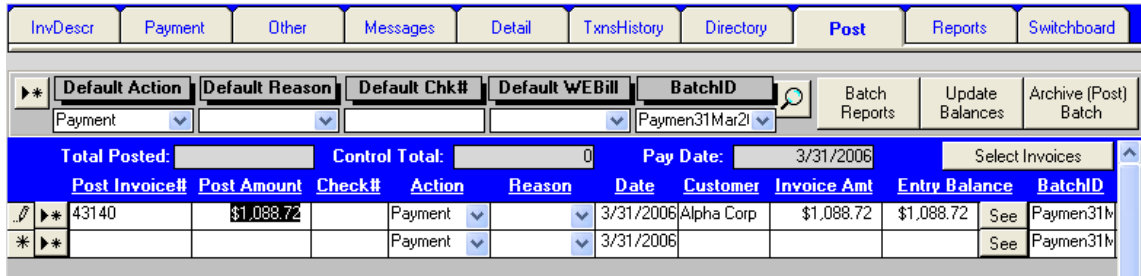 InvDescr Payment Other Messages Detail TxnsHistory Directory Post Reports Switchboard
Default Action Default Reason Default Chk# Default WEBill BatchID Batch Reports Update Balances Archive (Post) Batch
Payment Paymen31Mar2
Total Posted: Control Total: 0 Pay Date: 3/31/2006 Select Invoices
Post Invoice# Post Amount Check# Action Reason Date Customer Invoice Amt Entry Balance BatchID
43140 $1,088.72 Payment 3/31/2006 Alpha Corp $1,088.72 $1,088.72 See Paymen31M
Payment 3/31/2006 See Paymen31M